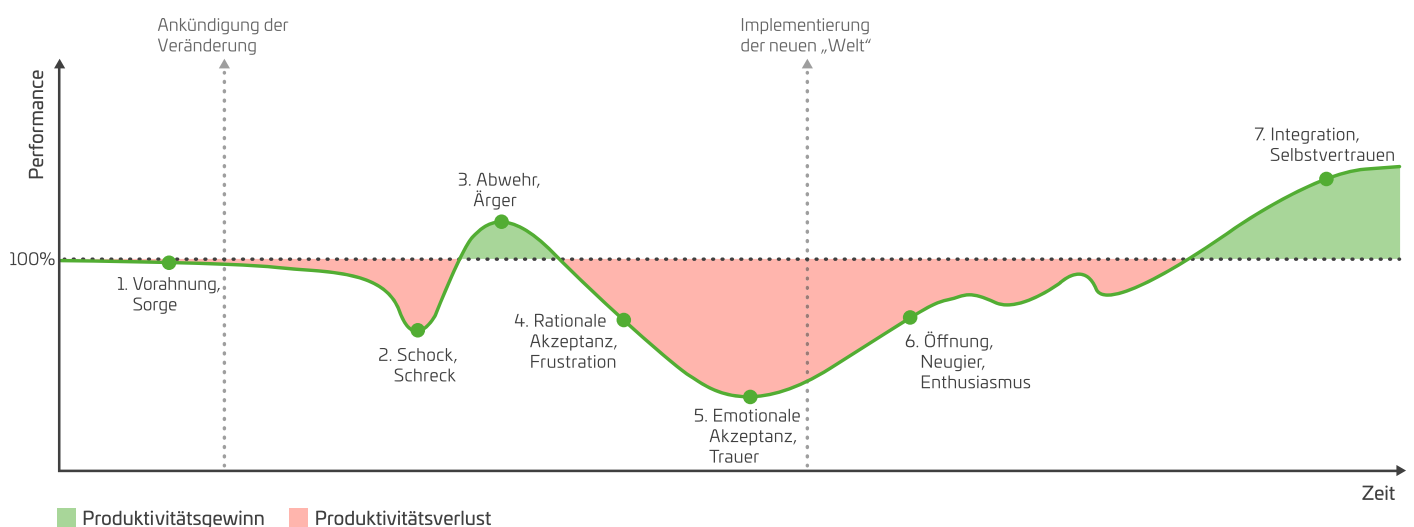 Ankündigung der
Veränderung
Implementierung
der neuen „Welt“
Performance
100%
1. Vorahnung,
Sorge
2. Schock,
Schreck
3. Abwehr,
Ärger
4. Rationale
Akzeptanz,
Frustration
5. Emotionale
Akzeptanz,
Trauer
6. Öffnung,
Neugier,
Enthusiasmus
7. Integration,
Selbstvertrauen
Zeit
Produktivitätsgewinn
Produktivitätsverlust